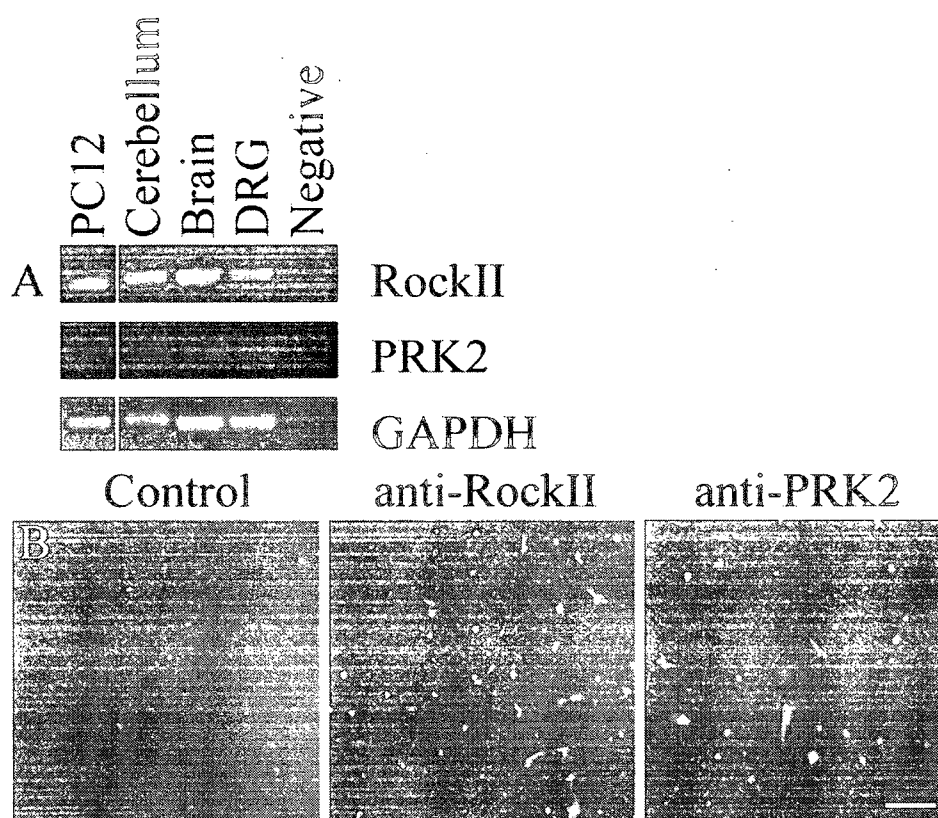 PC12
Cerebellum
Brain
DRG
Negative
A
RockII
PRK2
GAPDH
Control
anti-RockII
anti-PRK2
B